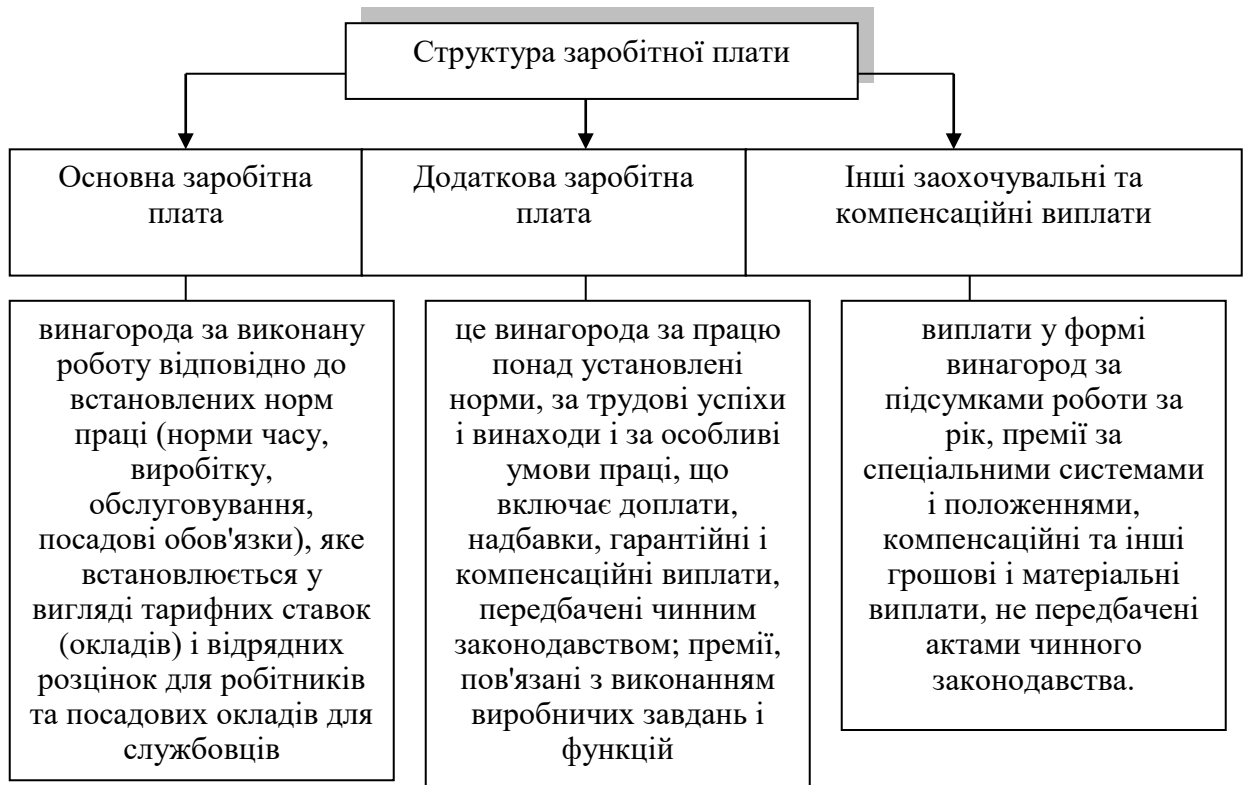 Структура заробітної плати
Основна заробітна
плата
Додаткова заробітна
плата
Інші заохочувальні та
компенсаційні виплати
винагорода за виконану
роботу відповідно до
встановлених норм
праці (норми часу,
виробітку,
обслуговування,
посадові обов'язки), яке
встановлюється у
вигляді тарифних ставок
(окладів) і відрядних
розцінок для робітників
та посадових окладів для
службовців
це винагорода за працю
понад установлені
норми, за трудові успіхи
і винаходи і за особливі
умови праці, що
включає доплати,
надбавки, гарантійні і
компенсаційні виплати,
передбачені чинним
законодавством; премії,
пов'язані з виконанням
виробничих завдань і
функцій
виплати у формі
винагород за
підсумками роботи за
рік, премії за
спеціальними системами
і положеннями,
компенсаційні та інші
грошові і матеріальні
виплати, не передбачені
актами чинного
законодавства.